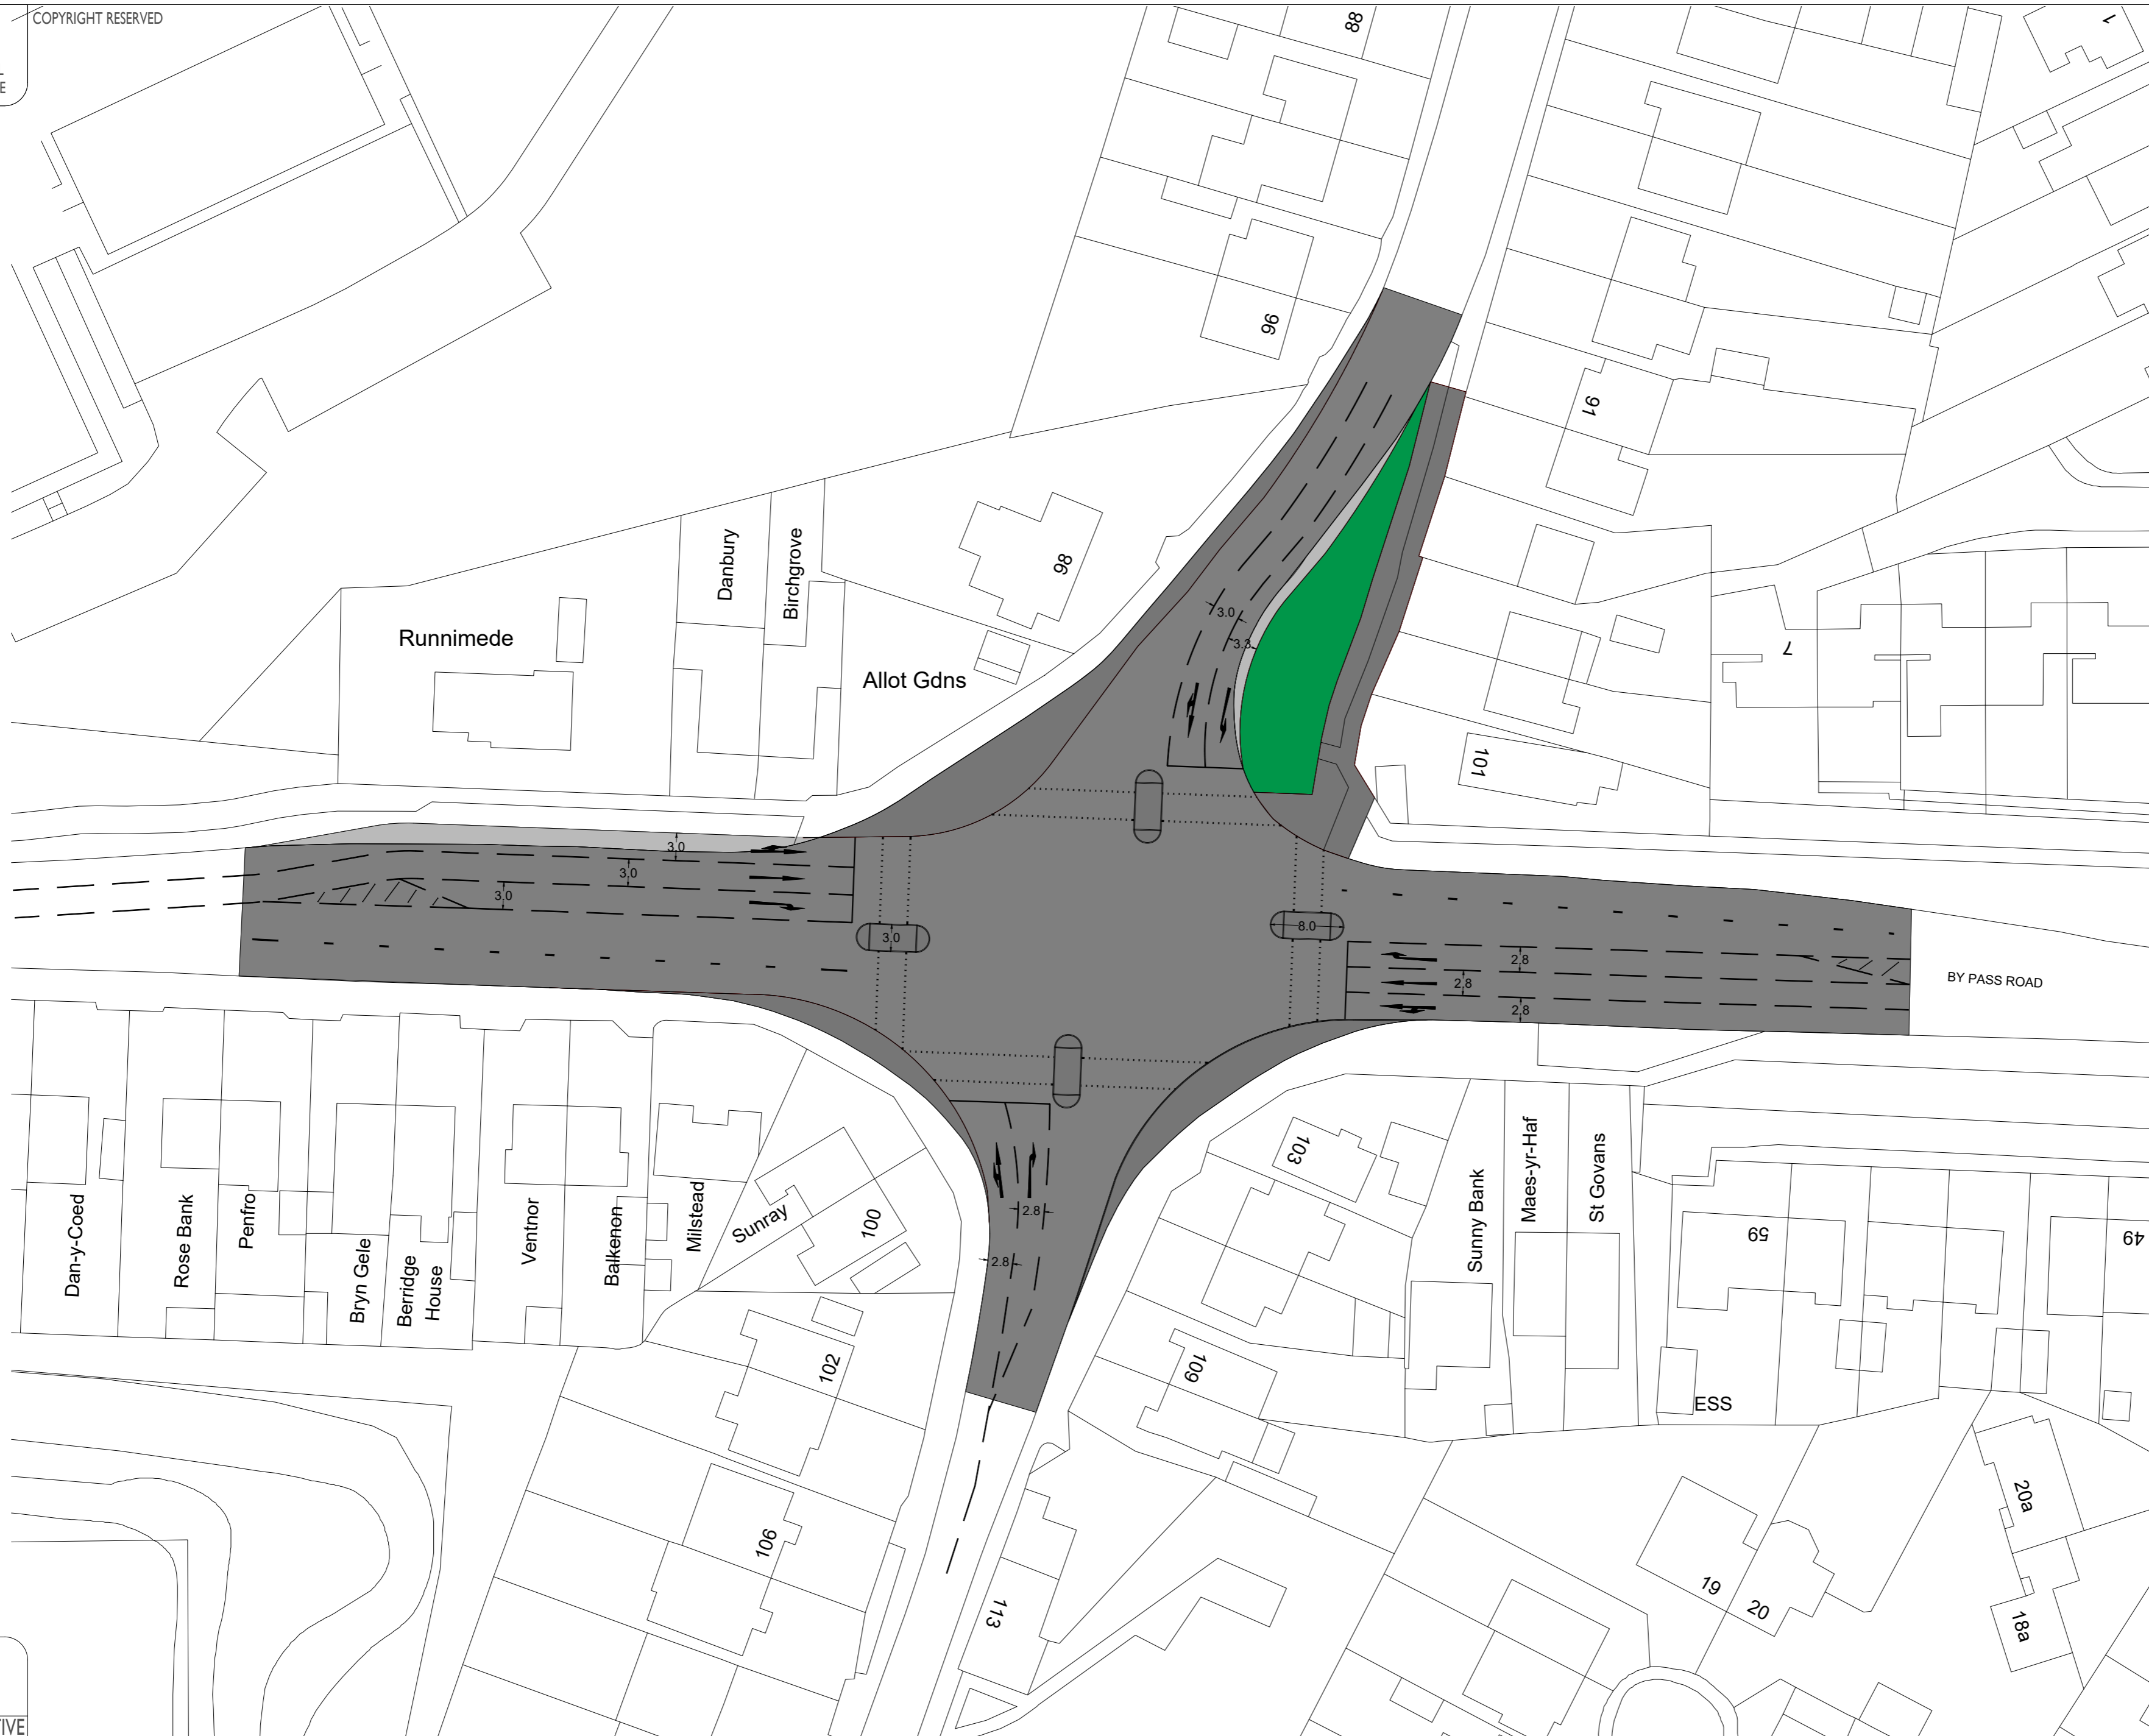 COPYRIGHT RESERVED
E
88
1
96
91
Danbury
Birchgrove
98
Runnimede
Allot Gdns
3.0
3.3
7
101
3.0
3.0
3.0
3.0
8.0
2.8
2.8
2.8
BY PASS ROAD
103
Dan-y-Coed
Rose Bank
Penfro
Bryn Gele
Berridge
House
Ventnor
Balkenon
Milstead
Sunray
100
2.8
2.8
Sunny Bank
Maes-yr-Haf
St Govans
59
49
102
109
ESS
106
113
19
20
20a
18a
TIVE